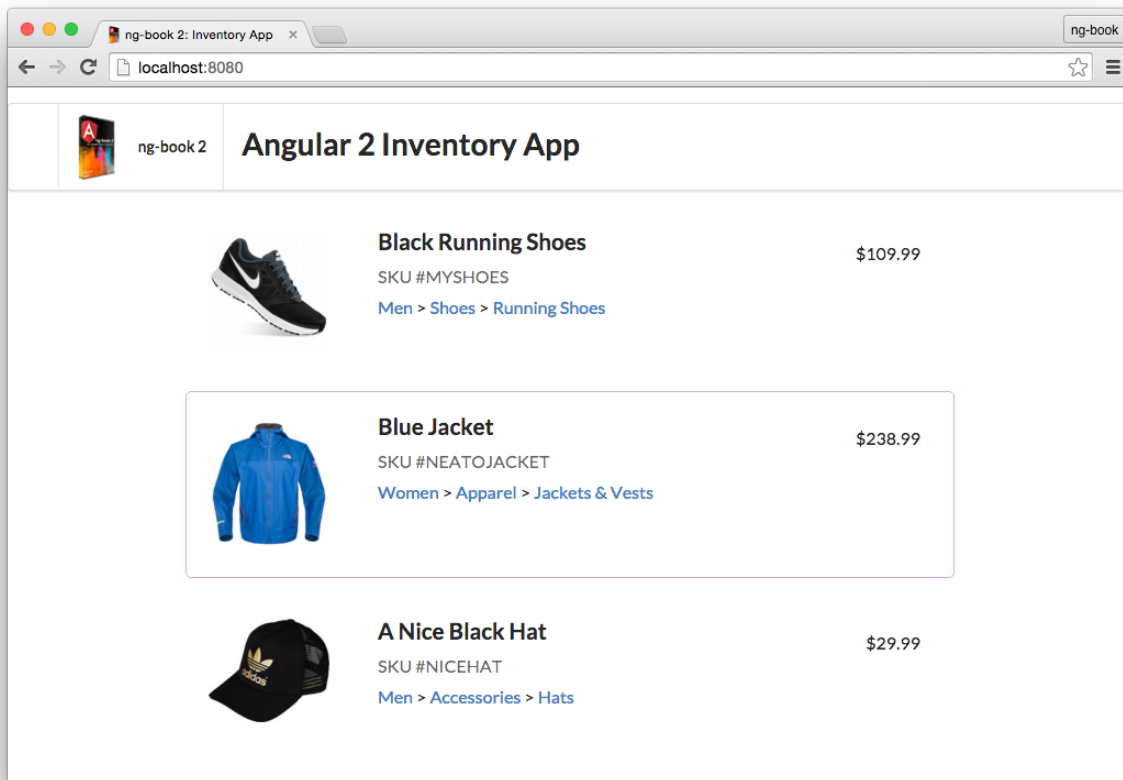 ng-book 2: Inventory App
ng-book
localhost:8080
ng-book 2
Angular 2 Inventory App
Black Running Shoes
$109.99
SKU #MYSHOES
Men > Shoes > Running Shoes
Blue Jacket
$238.99
SKU #NEATOJACKET
Women > Apparel > Jackets & Vests
A Nice Black Hat
$29.99
SKU #NICEHAT
Men > Accessories > Hats
adidas